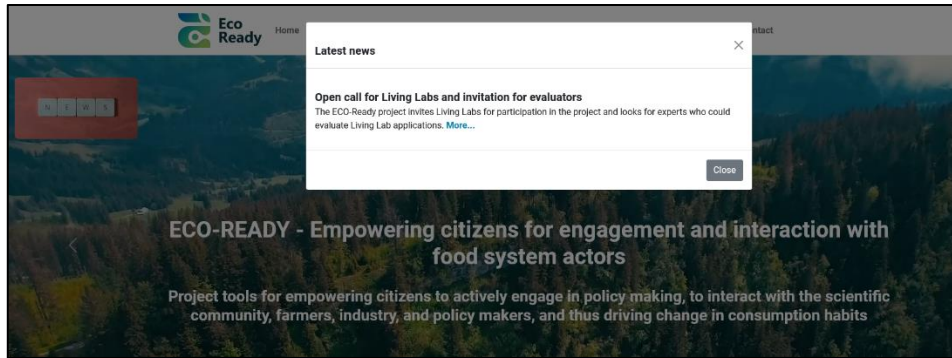 Eco
Ready
Home
ntact
Latest news
×
N E W S
Open call for Living Labs and invitation for evaluators
The ECO-Ready project invites Living Labs for participation in the project and looks for experts who could
evaluate Living Lab applications. More...
Close
ECO-READY - Empowering citizens for engagement and interaction with
food system actors
Project tools for empowering citizens to actively engage in policy making, to interact with the scientific
community, farmers, industry, and policy makers, and thus driving change in consumption habits